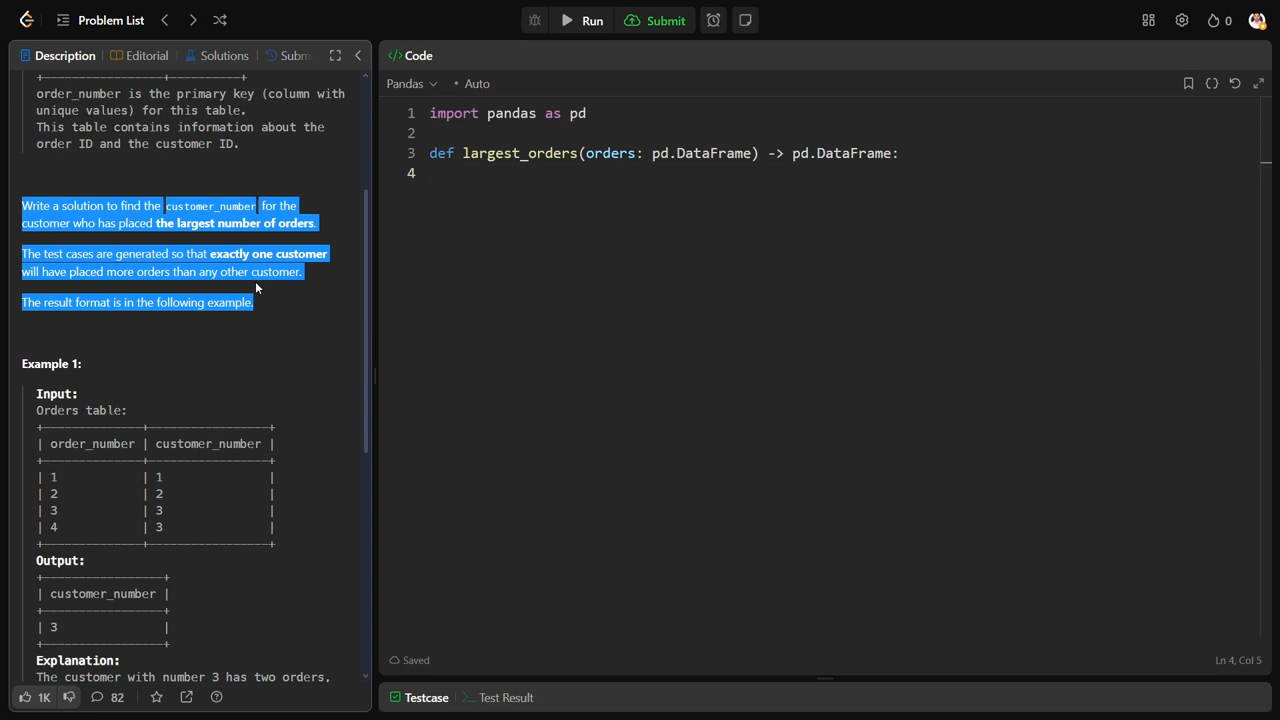 Problem List
Run
Submit
0
Description
Editorial
Solutions
Subm
Code
Pandas
Auto
order_number is the primary key (column with
unique values) for this table.
This table contains information about the
order ID and the customer ID.
Write a solution to find the customer_number for the
customer who has placed the largest number of orders.
The test cases are generated so that exactly one customer
will have placed more orders than any other customer.
The result format is in the following example.
Example 1:
Input:
Orders table:
+--------------+-----------------+
| order_number | customer_number |
+--------------+-----------------+
| 1 | 1 |
| 2 | 2 |
| 3 | 3 |
| 4 | 3 |
+--------------+-----------------+
Output:
+-----------------+
| customer_number |
+-----------------+
| 3 |
+-----------------+
Explanation:
The customer with number 3 has two orders,
1K
82
1 import pandas as pd
2
3 def largest_orders(orders: pd.DataFrame) -> pd.DataFrame:
4
Saved
Ln 4, Col 5
Testcase
Test Result